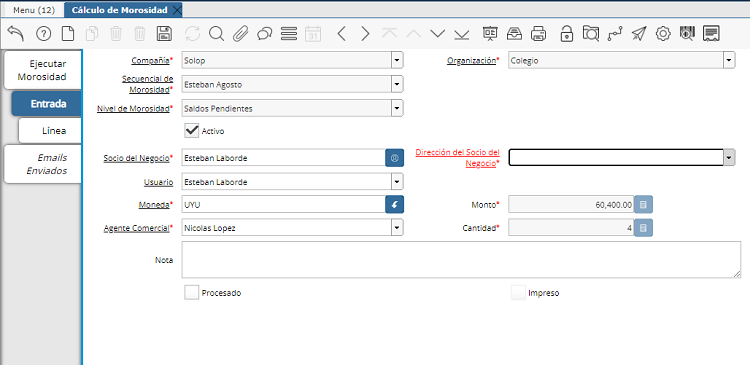 Menu (12)
Cálculo de Morosidad
Ejecutar
Morosidad
Entrada
Línea
Emails
Enviados
Compañía*
Solop
Organización*
Colegio
Secuencial de
Morosidad*
Esteban Agosto
Nivel de Morosidad*
Saldos Pendientes
Activo
Socio del Negocio*
Esteban Laborde
Dirección del Socio del
Negocio*
Usuario
Esteban Laborde
Moneda*
UYU
Monto*
60,400.00
Agente Comercial*
Nicolas Lopez
Cantidad*
4
Nota
Procesado
Impreso